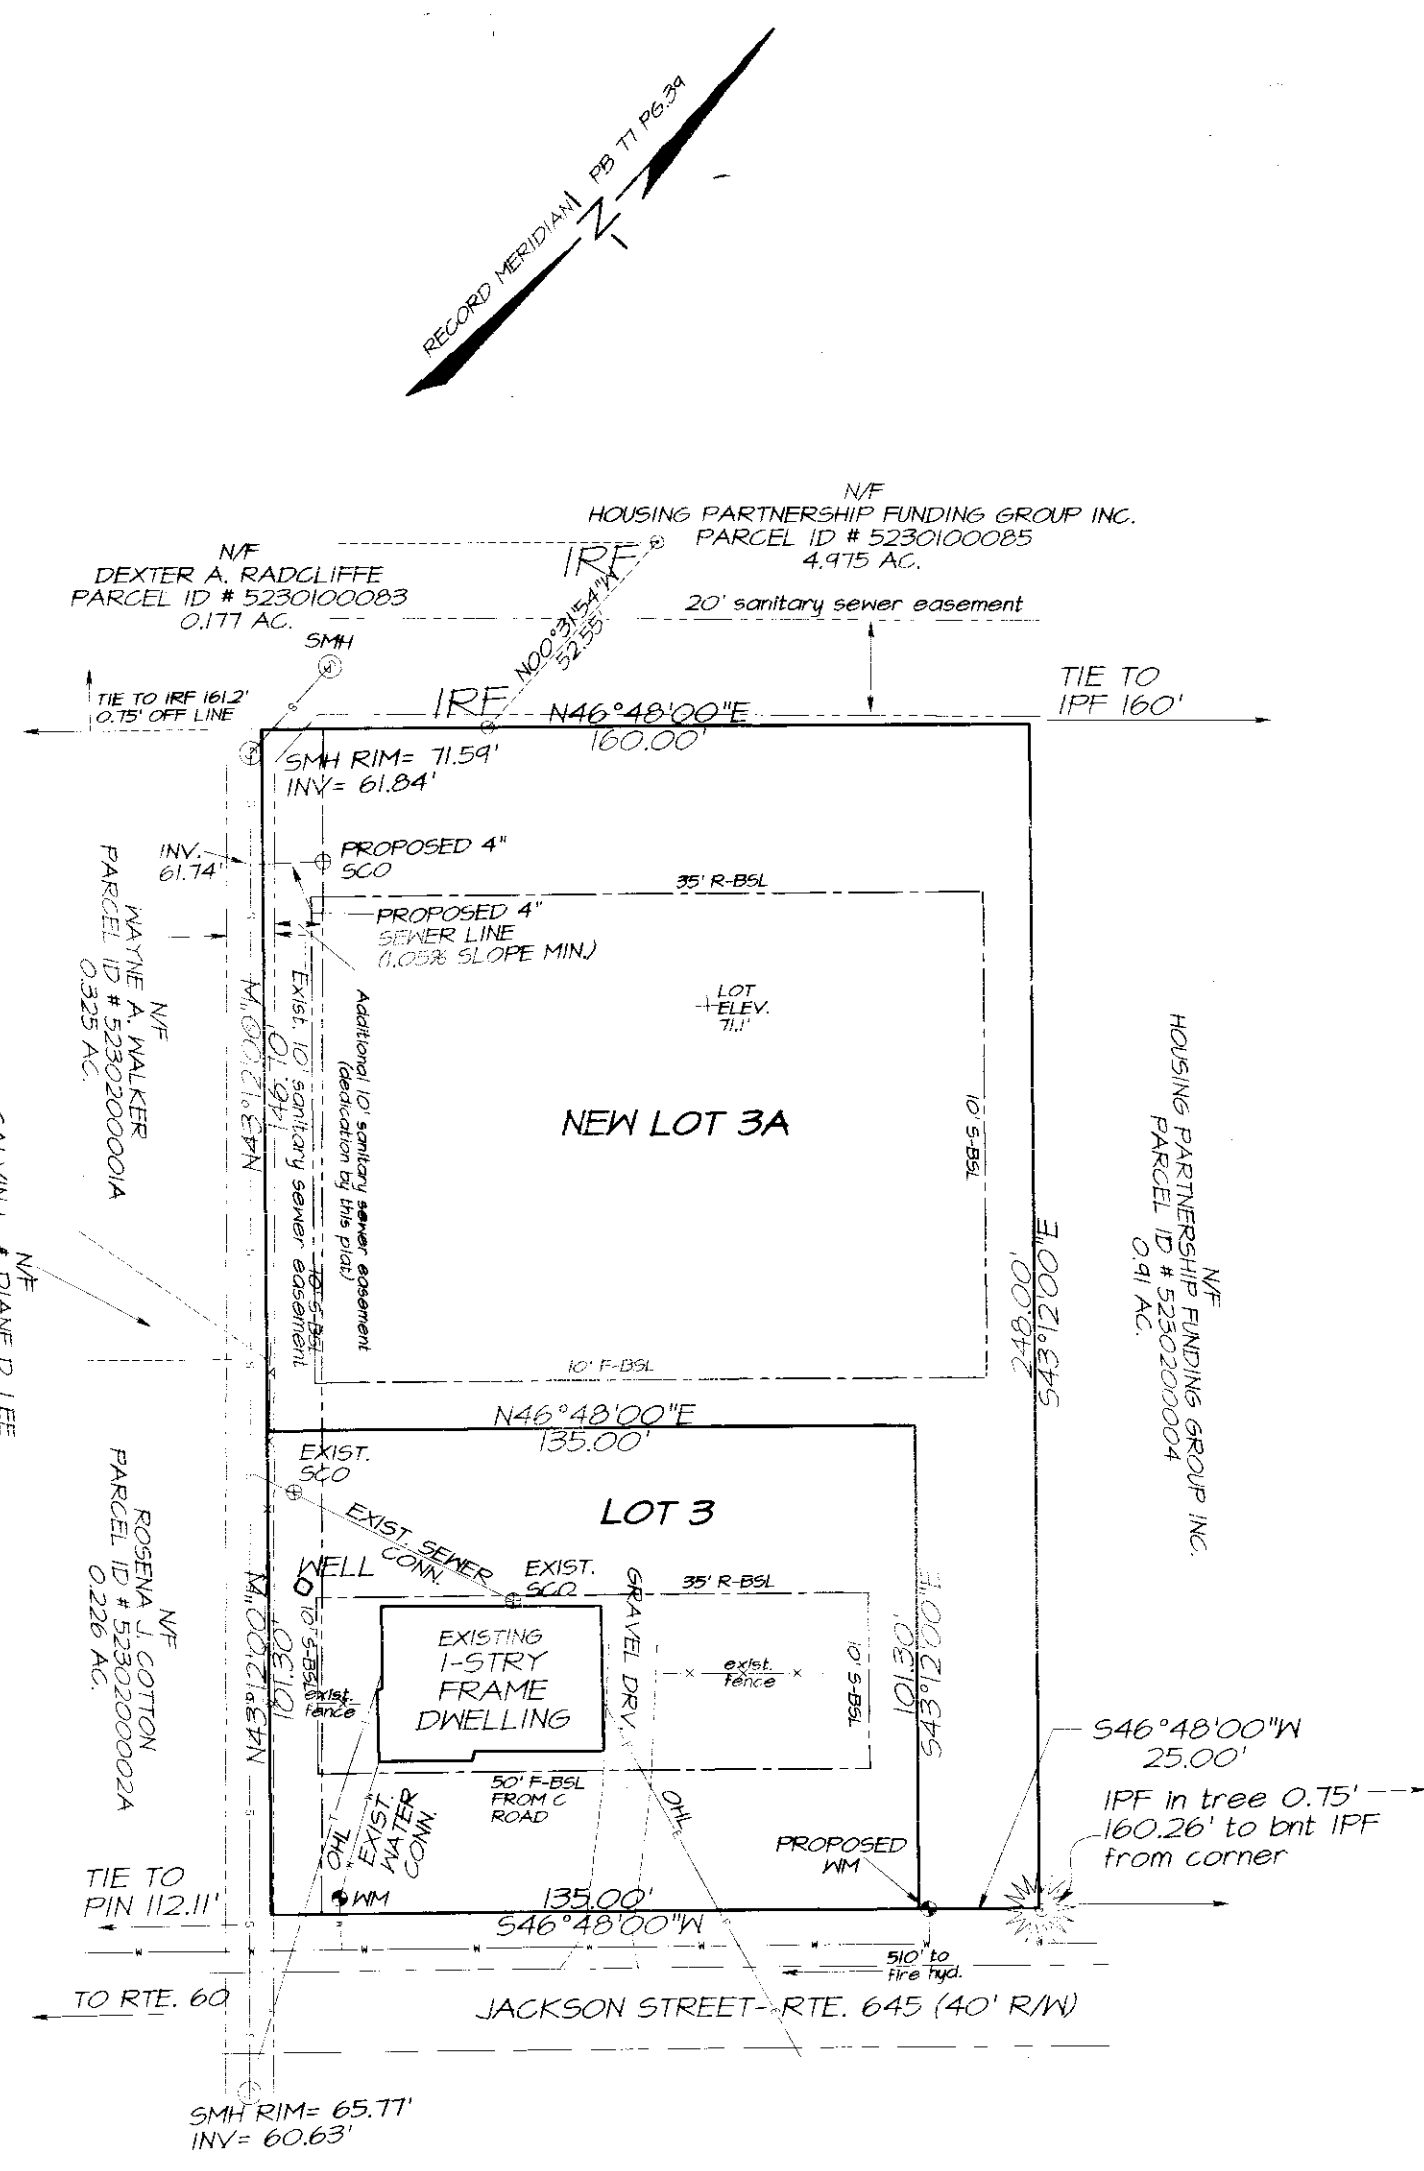 RECORD MERIDIAN PB 77 PG.39
N
N/F
HOUSING PARTNERSHIP FUNDING GROUP INC.
PARCEL ID # 5230100085
4.975 AC.
N/F
DEXTER A. RADCLIFFE
PARCEL ID # 5230100083
0.177 AC.
IRF
N00°31'54"W
52.55'
20' sanitary sewer easement
SMH
TIE TO IRF 161.2'
0.75' OFF LINE
IRF
N46°48'00"E
160.00'
TIE TO
IPF 160'
SMH RIM= 71.59'
INV= 61.84'
INV.
61.74'
PROPOSED 4"
SCO
35' R-BSL
PROPOSED 4"
SEWER LINE
(1.05% SLOPE MIN.)
N/F
WAYNE A. WALKER
PARCEL ID # 5230200001A
0.325 AC.
N43°12'00"W
146.70'
Exist. 10' sanitary sewer easement
Additional 10' sanitary sewer easement
(dedication by this plat)
10' S-BSL
LOT
ELEV.
71.1'
NEW LOT 3A
10' S-BSL
S43°12'00"E
248.00'
N/F
HOUSING PARTNERSHIP FUNDING GROUP INC.
PARCEL ID # 5230200004
0.91 AC.
N/F
& DIANE D. LEE
10' F-BSL
N46°48'00"E
135.00'
EXIST.
SCO
LOT 3
EXIST. SEWER
CONN.
WELL
EXIST.
SCO
35' R-BSL
GRAVEL DRV.
N/F
ROSENA J. COTTON
PARCEL ID # 5230200002A
0.226 AC.
N43°12'00"W
101.30'
10' S-BSL
exist.
fence
EXISTING
1-STRY
FRAME
DWELLING
exist.
fence
10' S-BSL
S43°12'00"E
101.30'
S46°48'00"W
25.00'
IPF in tree 0.75'
160.26' to bnt IPF
from corner
50' F-BSL
FROM C
ROAD
OHL
EXIST.
WATER
CONN.
OHL
PROPOSED
WM
TIE TO
PIN 112.11'
WM
135.00'
S46°48'00"W
510' to
fire hyd.
TO RTE. 60
JACKSON STREET- RTE. 645 (40' R/W)
SMH RIM= 65.77'
INV= 60.63'